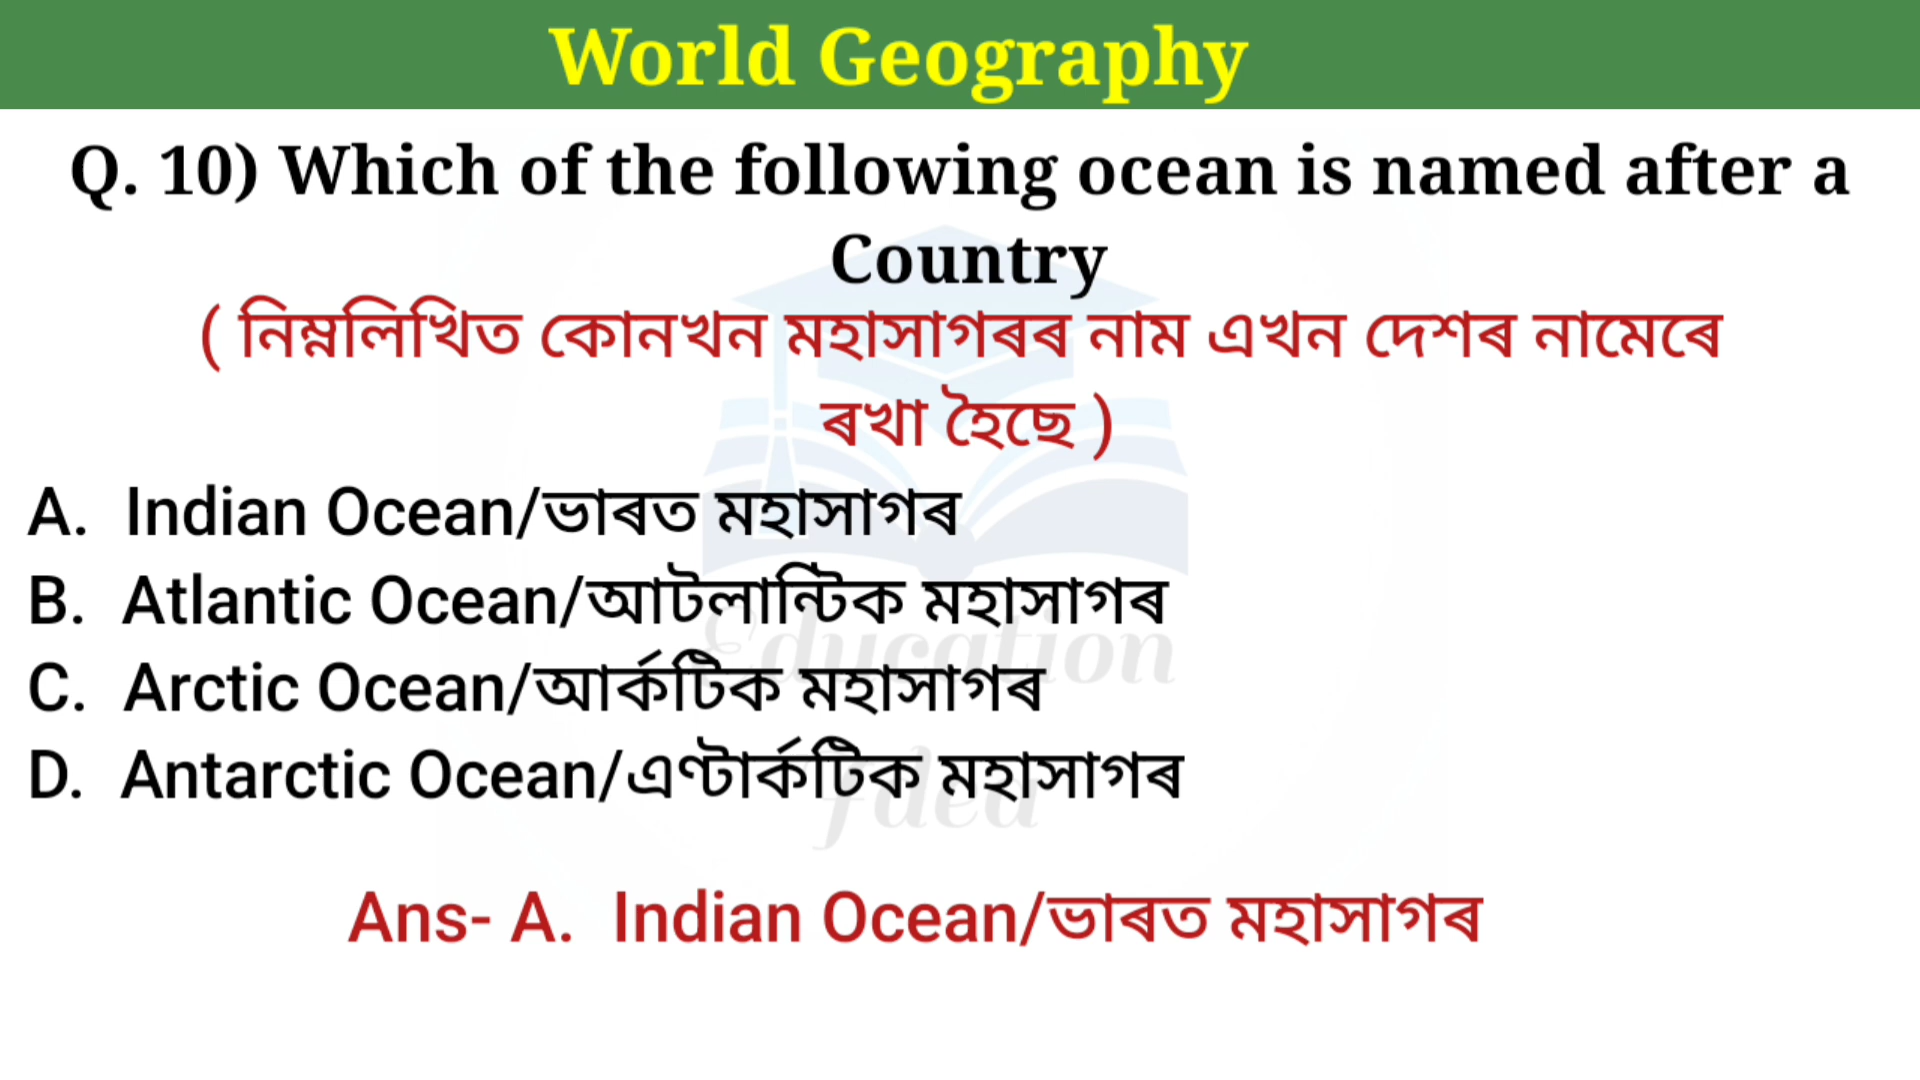 World Geography
Q. 10) Which of the following ocean is named after a
Country
( নিম্নলিখিত কোনখন মহাসাগৰৰ নাম এখন দেশৰ নামেৰে
ৰখা হৈছে )
A. Indian Ocean/ভাৰত মহাসাগৰ
B. Atlantic Ocean/আটলান্টিক মহাসাগৰ
C. Arctic Ocean/আৰ্কটিক মহাসাগৰ
D. Antarctic Ocean/এণ্টাৰ্কটিক মহাসাগৰ
Education
Idea
Ans- A. Indian Ocean/ভাৰত মহাসাগৰ